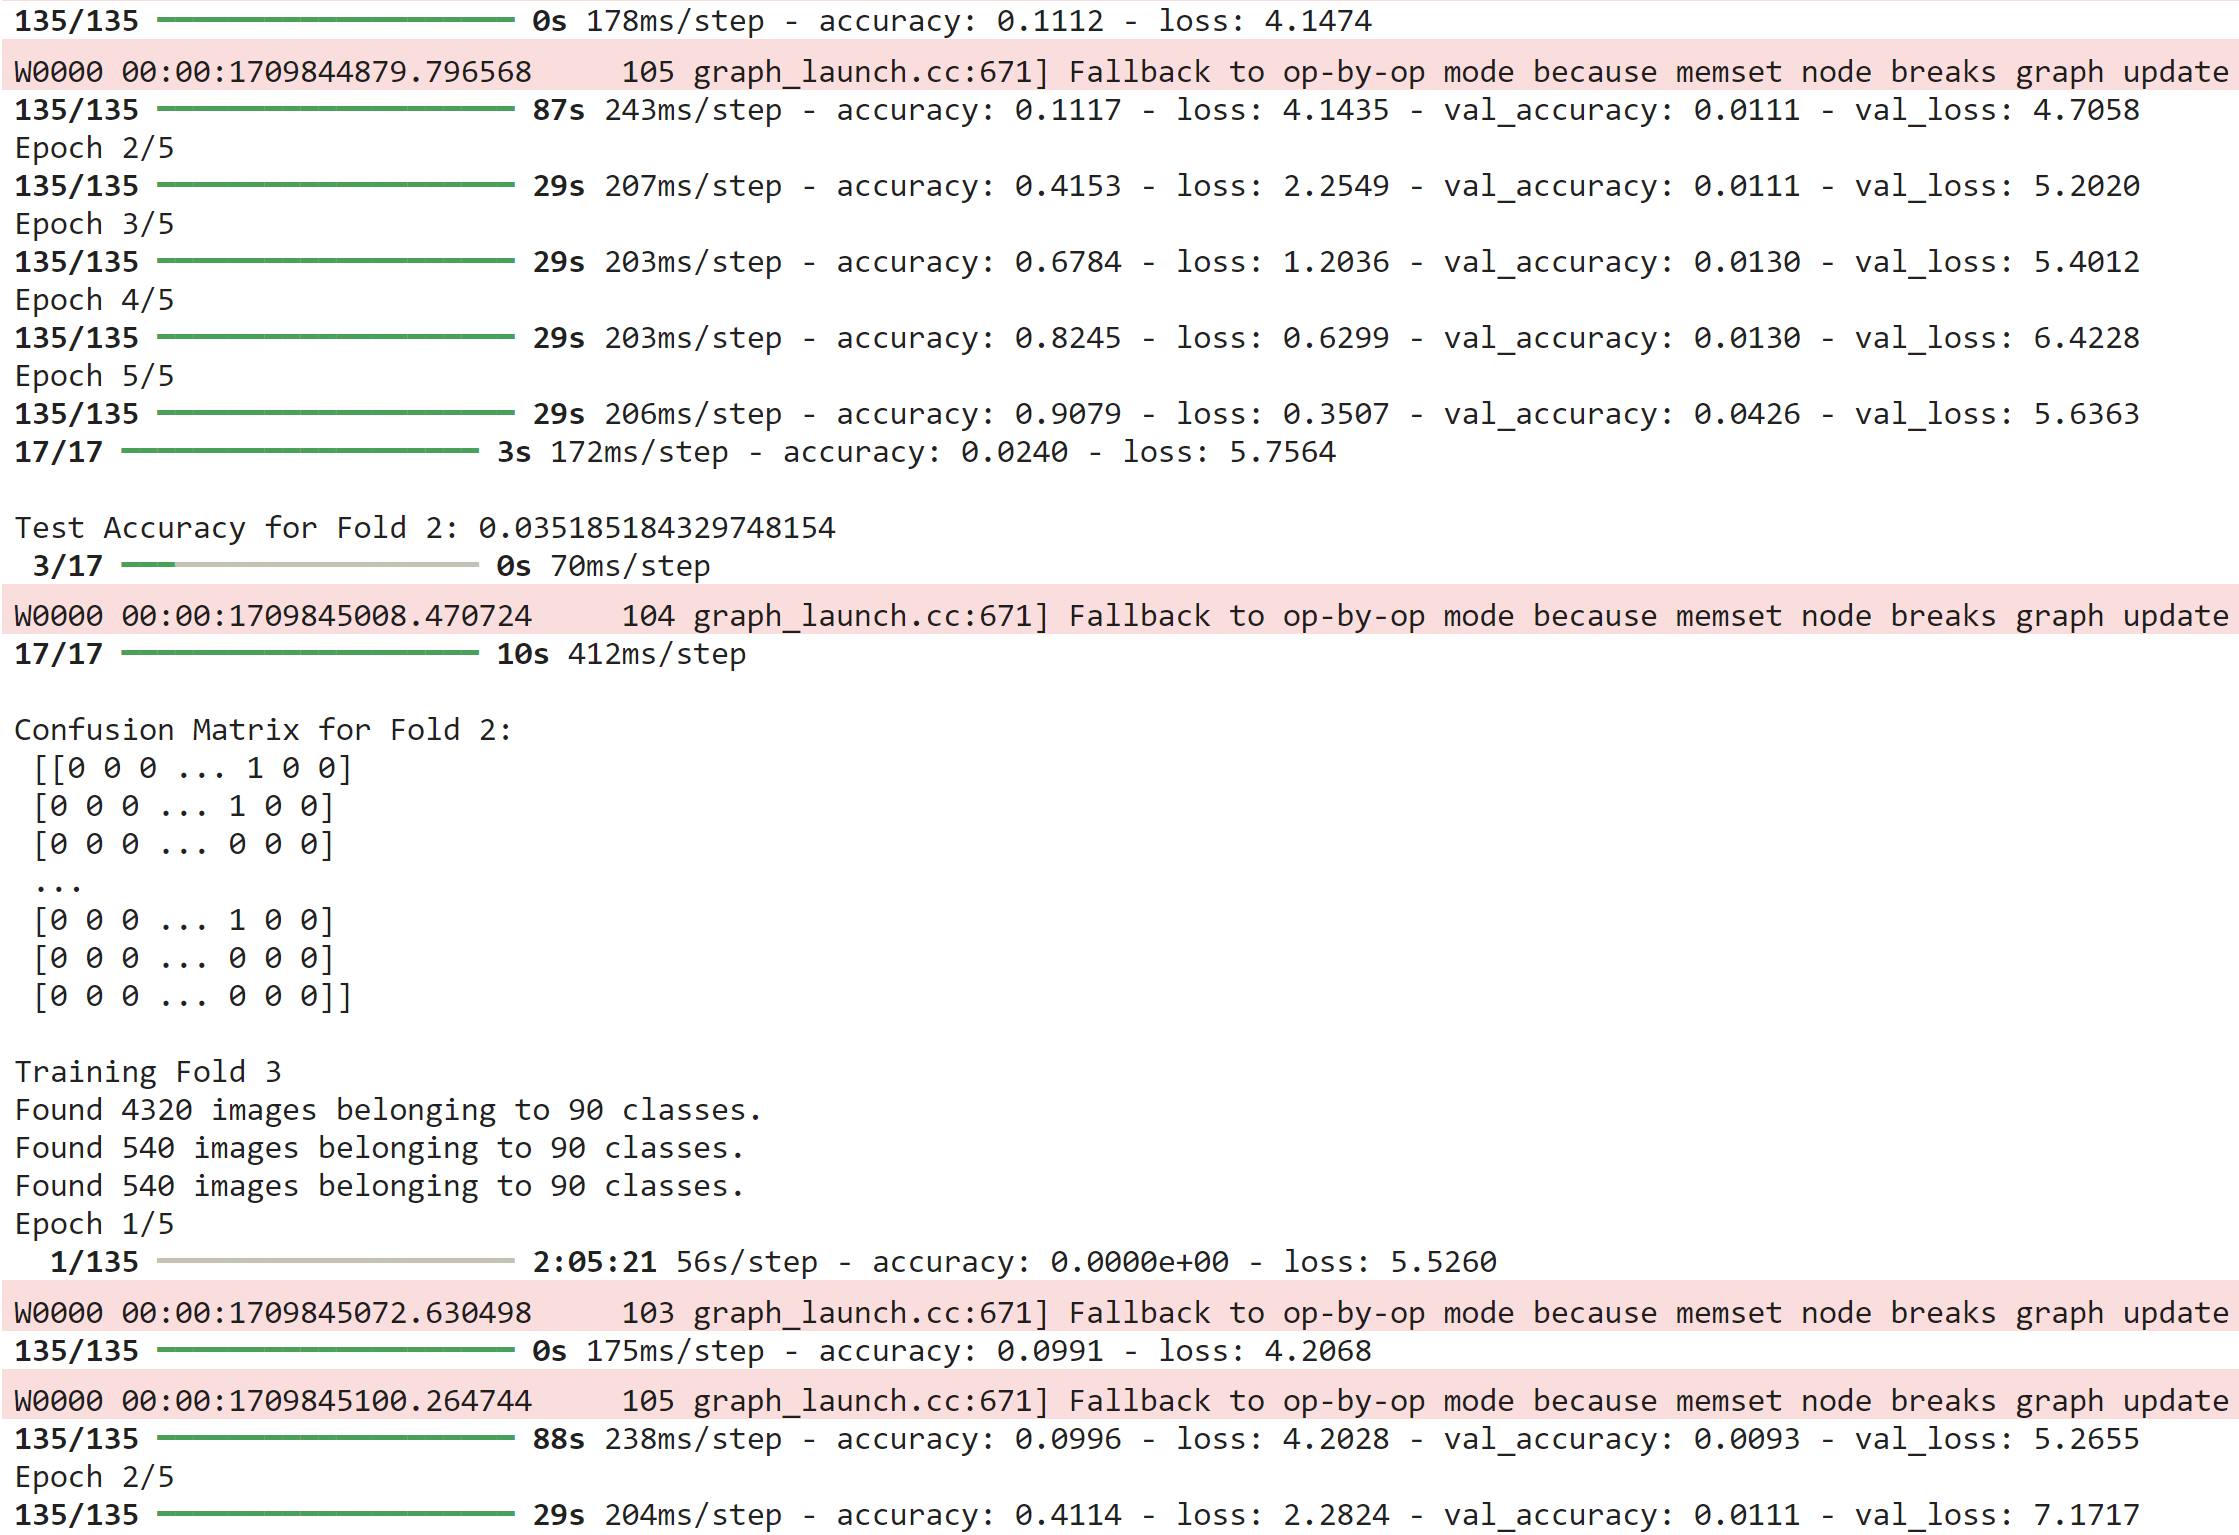 135/135 ━━━━━━━━━━━━━━━━━━━━ 0s 178ms/step - accuracy: 0.1112 - loss: 4.1474
W0000 00:00:1709844879.796568     105 graph_launch.cc:671] Fallback to op-by-op mode because memset node breaks graph update
135/135 ━━━━━━━━━━━━━━━━━━━━ 87s 243ms/step - accuracy: 0.1117 - loss: 4.1435 - val_accuracy: 0.0111 - val_loss: 4.7058
Epoch 2/5
135/135 ━━━━━━━━━━━━━━━━━━━━ 29s 207ms/step - accuracy: 0.4153 - loss: 2.2549 - val_accuracy: 0.0111 - val_loss: 5.2020
Epoch 3/5
135/135 ━━━━━━━━━━━━━━━━━━━━ 29s 203ms/step - accuracy: 0.6784 - loss: 1.2036 - val_accuracy: 0.0130 - val_loss: 5.4012
Epoch 4/5
135/135 ━━━━━━━━━━━━━━━━━━━━ 29s 203ms/step - accuracy: 0.8245 - loss: 0.6299 - val_accuracy: 0.0130 - val_loss: 6.4228
Epoch 5/5
135/135 ━━━━━━━━━━━━━━━━━━━━ 29s 206ms/step - accuracy: 0.9079 - loss: 0.3507 - val_accuracy: 0.0426 - val_loss: 5.6363
17/17 ━━━━━━━━━━━━━━━━━━━━ 3s 172ms/step - accuracy: 0.0240 - loss: 5.7564
Test Accuracy for Fold 2: 0.035185184329748154
3/17 ━━━━━━━━━━━━━━━━━━━━ 0s 70ms/step
W0000 00:00:1709845008.470724     104 graph_launch.cc:671] Fallback to op-by-op mode because memset node breaks graph update
17/17 ━━━━━━━━━━━━━━━━━━━━ 10s 412ms/step
Confusion Matrix for Fold 2:
[[0 0 0 ... 1 0 0]
[0 0 0 ... 1 0 0]
[0 0 0 ... 0 0 0]
...
[0 0 0 ... 1 0 0]
[0 0 0 ... 0 0 0]
[0 0 0 ... 0 0 0]]
Training Fold 3
Found 4320 images belonging to 90 classes.
Found 540 images belonging to 90 classes.
Found 540 images belonging to 90 classes.
Epoch 1/5
1/135 ━━━━━━━━━━━━━━━━━━━━ 2:05:21 56s/step - accuracy: 0.0000e+00 - loss: 5.5260
W0000 00:00:1709845072.630498     103 graph_launch.cc:671] Fallback to op-by-op mode because memset node breaks graph update
135/135 ━━━━━━━━━━━━━━━━━━━━ 0s 175ms/step - accuracy: 0.0991 - loss: 4.2068
W0000 00:00:1709845100.264744     105 graph_launch.cc:671] Fallback to op-by-op mode because memset node breaks graph update
135/135 ━━━━━━━━━━━━━━━━━━━━ 88s 238ms/step - accuracy: 0.0996 - loss: 4.2028 - val_accuracy: 0.0093 - val_loss: 5.2655
Epoch 2/5
135/135 ━━━━━━━━━━━━━━━━━━━━ 29s 204ms/step - accuracy: 0.4114 - loss: 2.2824 - val_accuracy: 0.0111 - val_loss: 7.1717